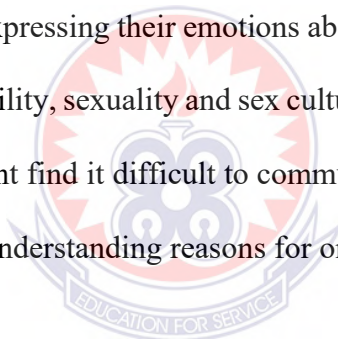 xpressing their emotions ab
ility, sexuality and sex cultu
nt find it difficult to commu
nderstanding reasons for or
EDUCATION FOR SERVICE